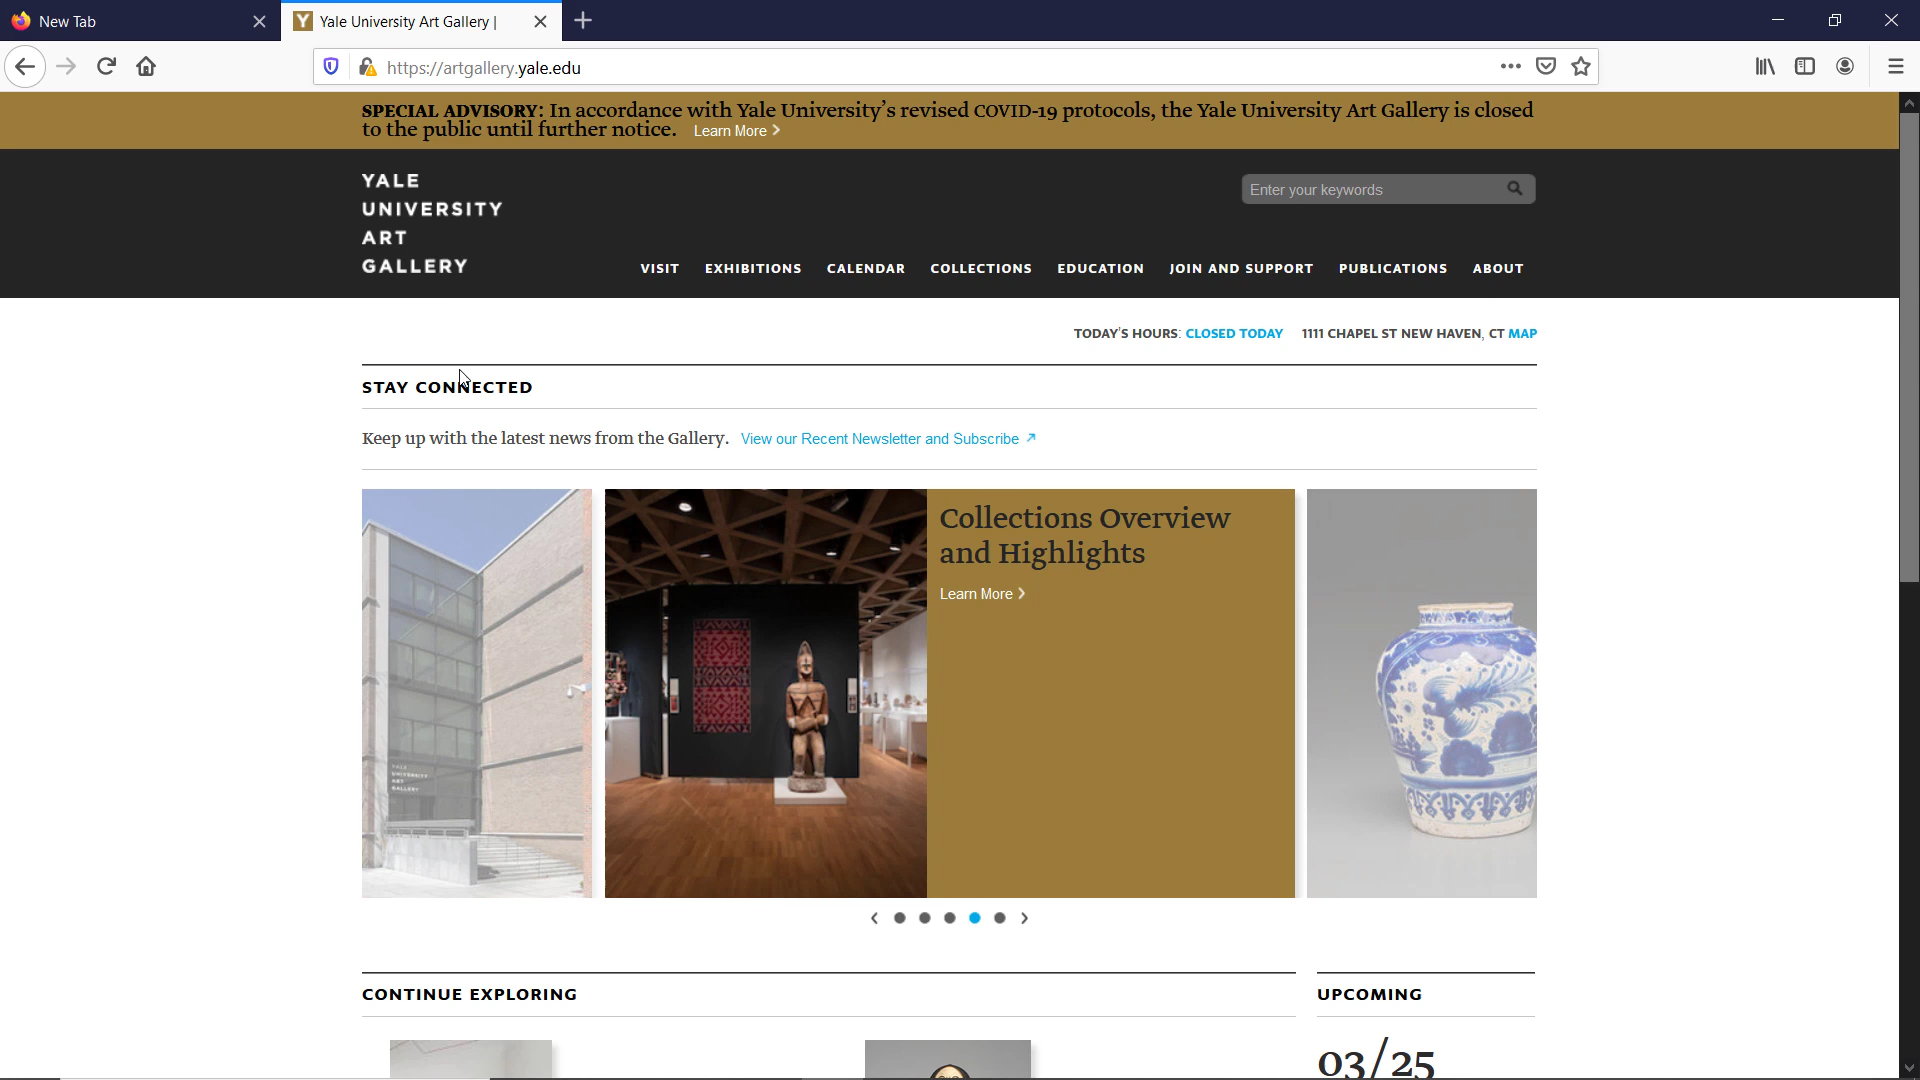 New Tab
Yale University Art Gallery |
https://artgallery.yale.edu
SPECIAL ADVISORY: In accordance with Yale University's revised COVID-19 protocols, the Yale University Art Gallery is closed
to the public until further notice. Learn More >
YALE
UNIVERSITY
ART
GALLERY
Enter your keywords
VISIT EXHIBITIONS CALENDAR COLLECTIONS EDUCATION JOIN AND SUPPORT PUBLICATIONS ABOUT
TODAY'S HOURS: CLOSED TODAY 1111 CHAPEL ST NEW HAVEN, CT MAP
STAY CONNECTED
Keep up with the latest news from the Gallery. View our Recent Newsletter and Subscribe
YALE
UNIVERSITY
ART
GALLERY
Collections Overview
and Highlights
Learn More >
CONTINUE EXPLORING
UPCOMING
03/25